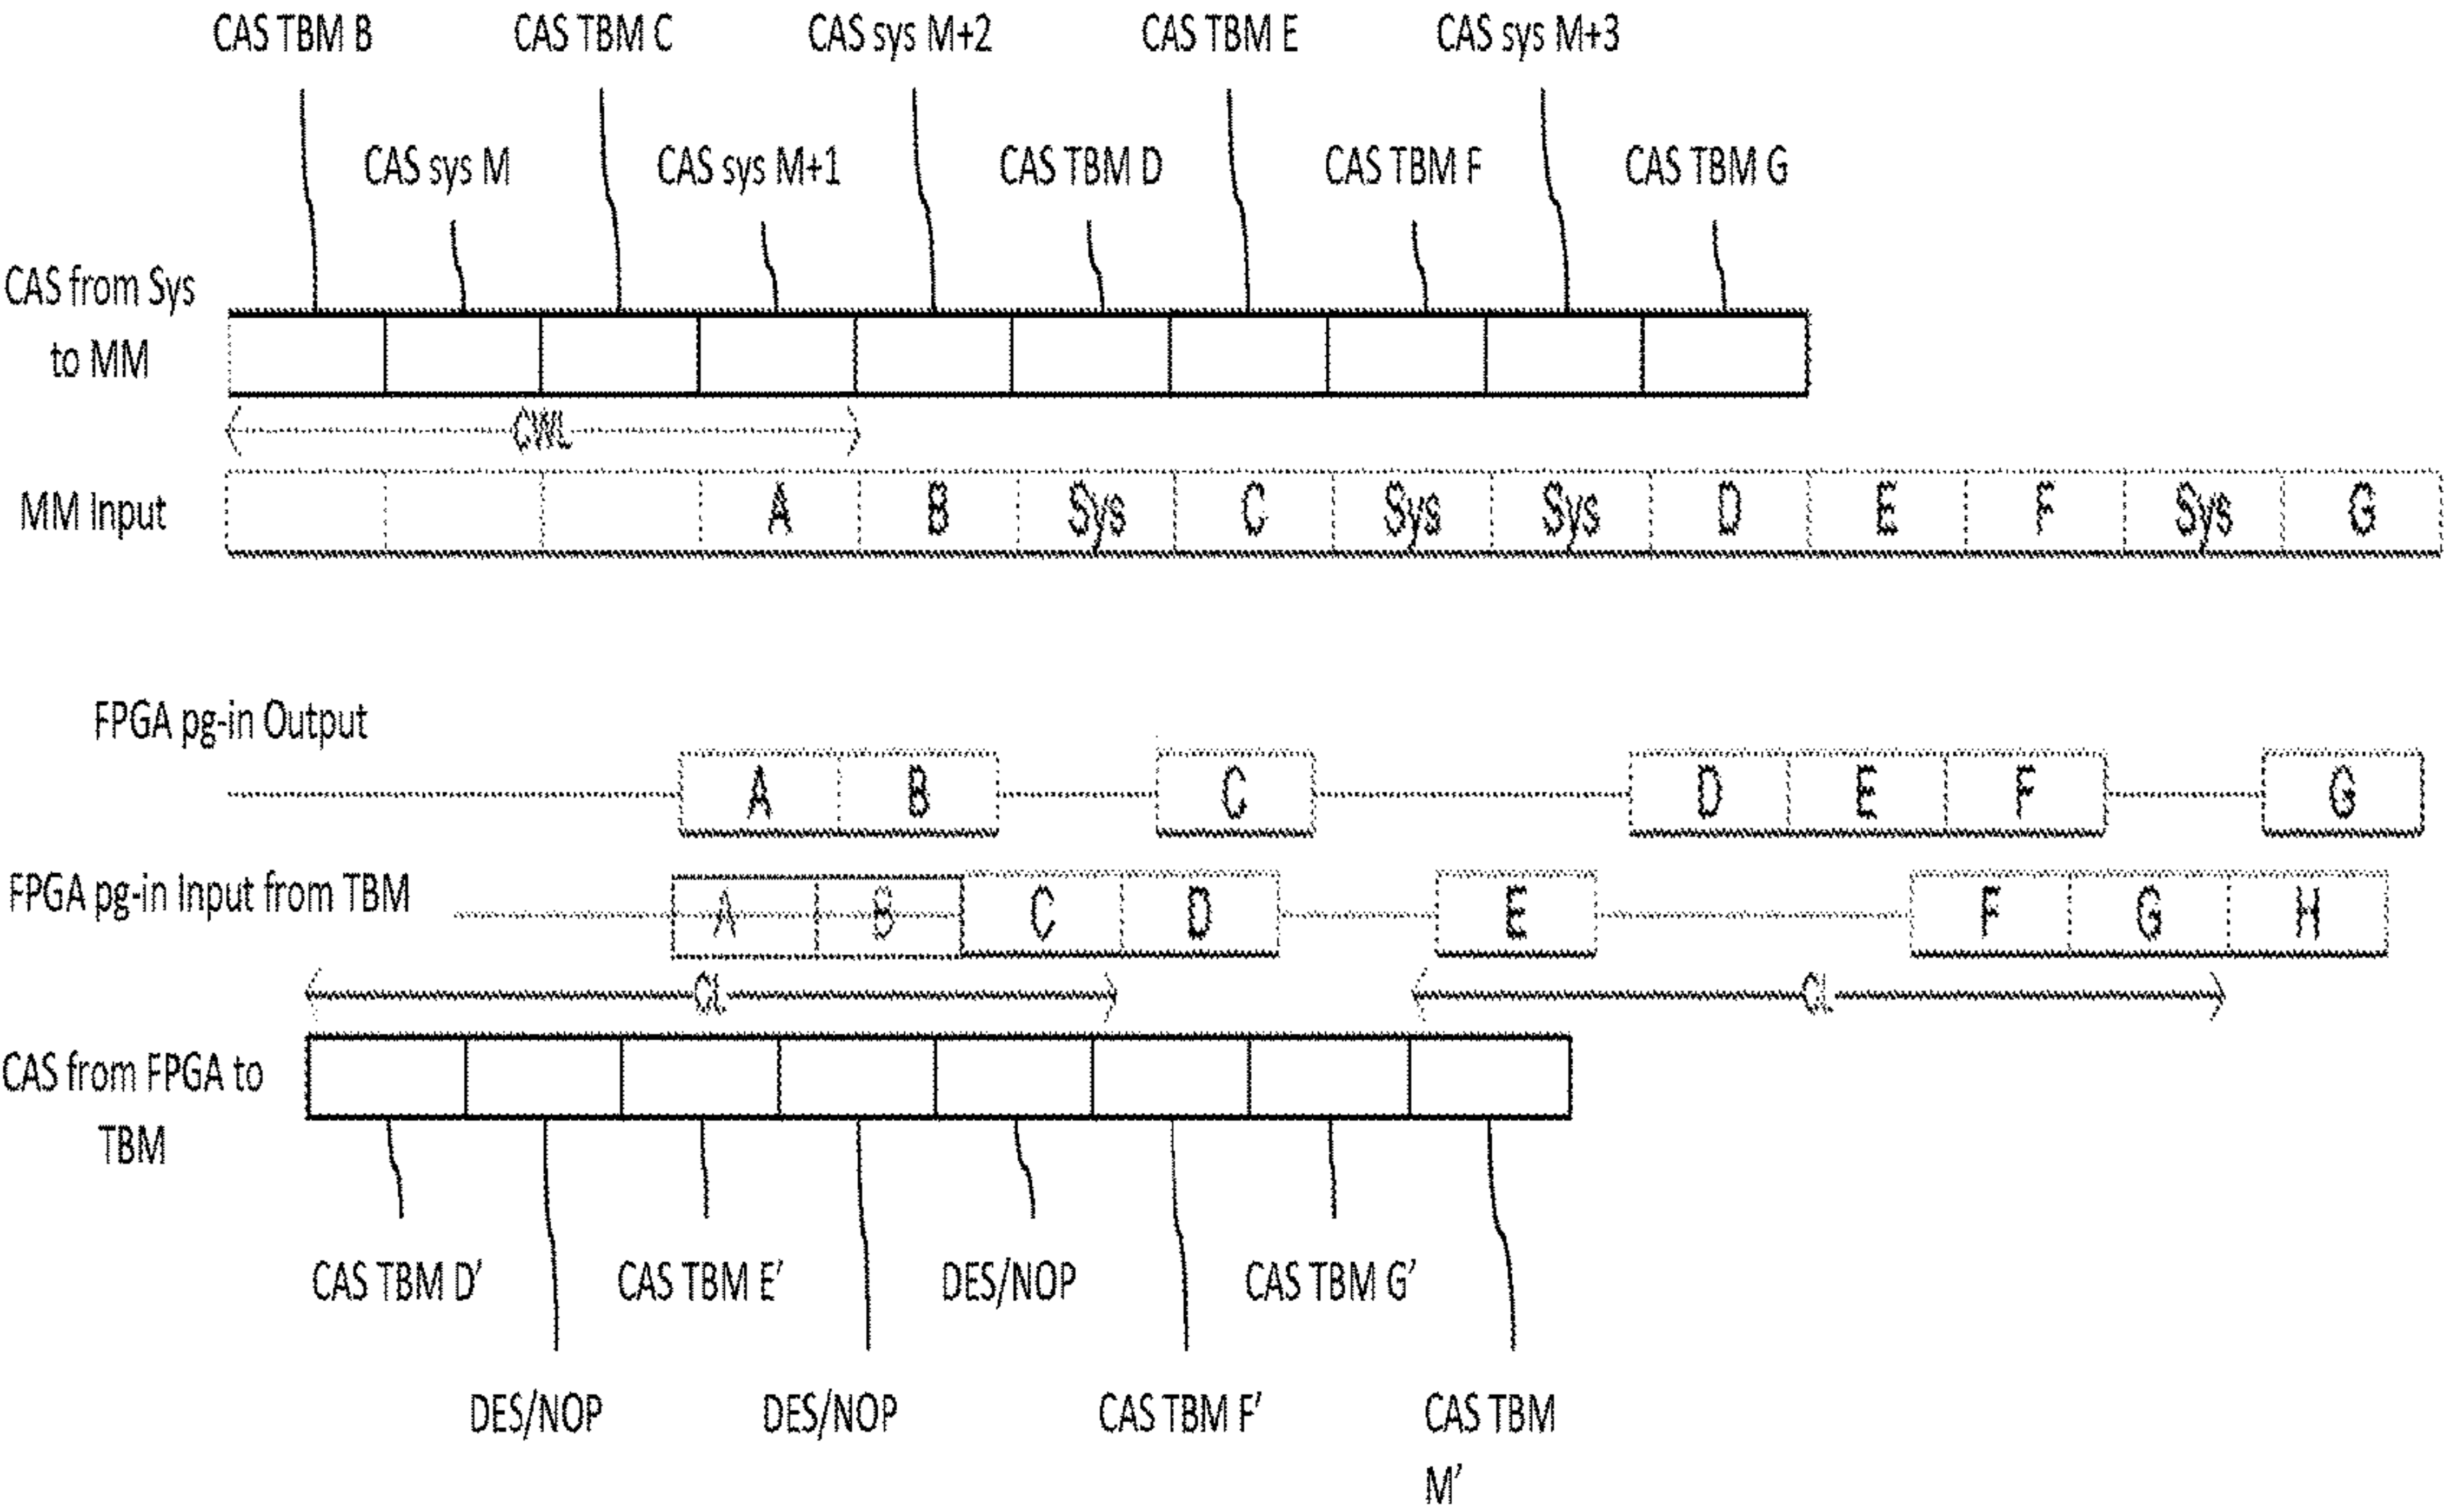 CAS TBM B CAS TBM C CAS sys M+2 CAS TBM E CAS sys M+3
CAS sys M CAS sys M+1 CAS TBM D CAS TBM F CAS TBM G
CAS from Sys
to MM
CWL
MM Input A B Sys C Sys Sys D E F Sys G
FPGA pg-in Output
A B C D E F G
FPGA pg-in Input from TBM A B C D E F G H
CL CL
CAS from FPGA to
TBM
CAS TBM D' CAS TBM E' DES/NOP CAS TBM G'
DES/NOP DES/NOP CAS TBM F' CAS TBM
M'